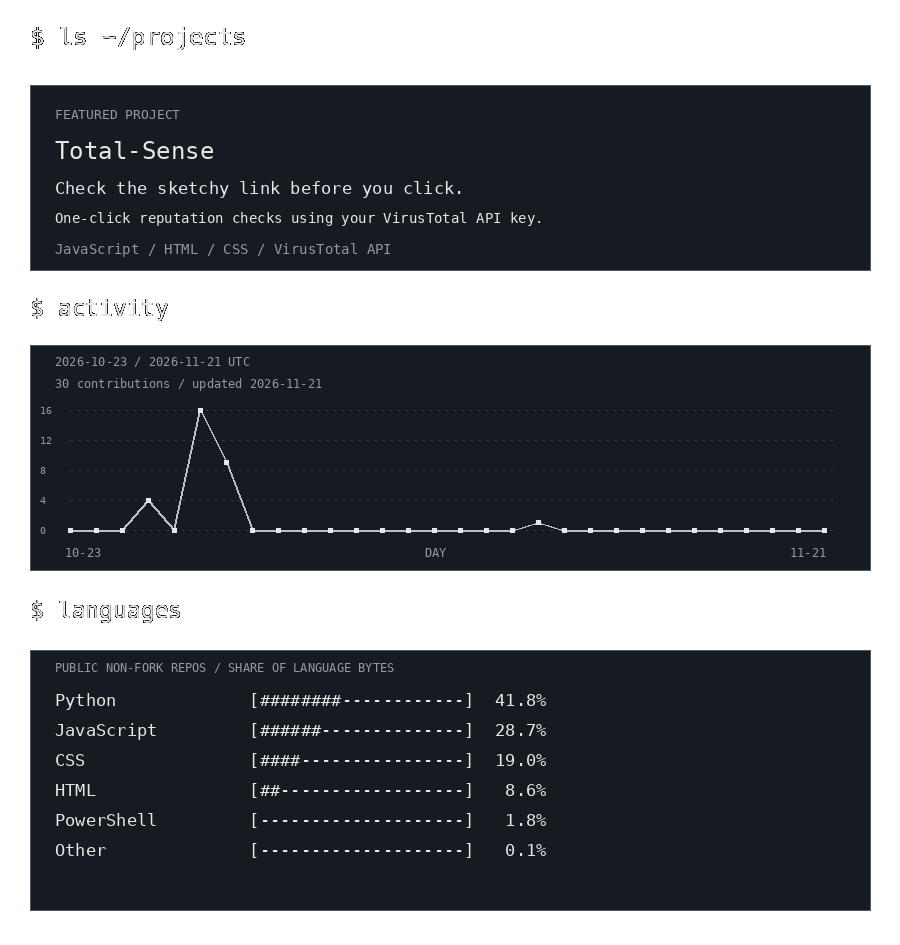 $ ls ~/projects
FEATURED PROJECT
Total-Sense
Check the sketchy link before you click.
One-click reputation checks using your VirusTotal API key.
JavaScript / HTML / CSS / VirusTotal API
$ activity
2026-10-23 / 2026-11-21 UTC
30 contributions / updated 2026-11-21
16
12
8
4
0
10-23 DAY 11-21
$ languages
PUBLIC NON-FORK REPOS / SHARE OF LANGUAGE BYTES
Python [########------------] 41.8%
JavaScript [######--------------] 28.7%
CSS [####----------------] 19.0%
HTML [##------------------] 8.6%
PowerShell [--------------------] 1.8%
Other [--------------------] 0.1%